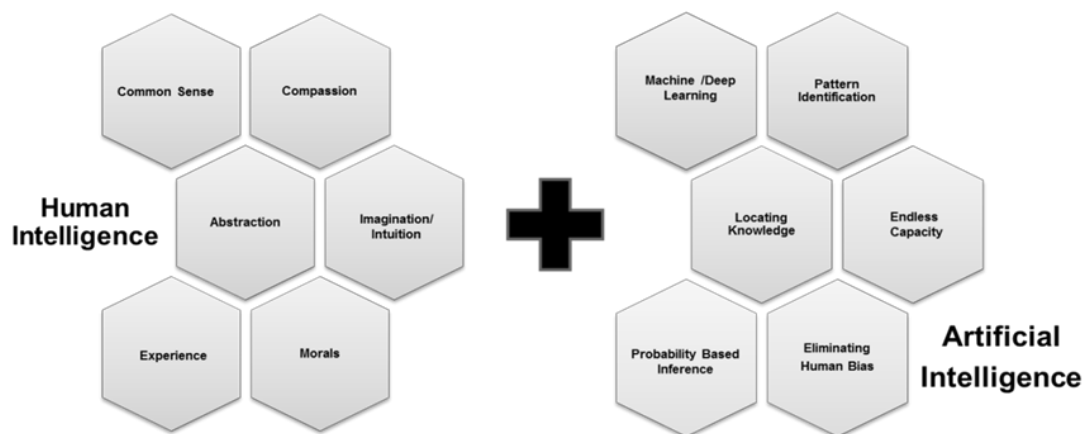 Common Sense
Compassion
Human
Intelligence
Abstraction
Imagination/
Intuition
Experience
Morals
Machine /Deep
Learning
Pattern
Identification
Locating
Knowledge
Endless
Capacity
Probability Based
Inference
Eliminating
Human Bias
Artificial
Intelligence